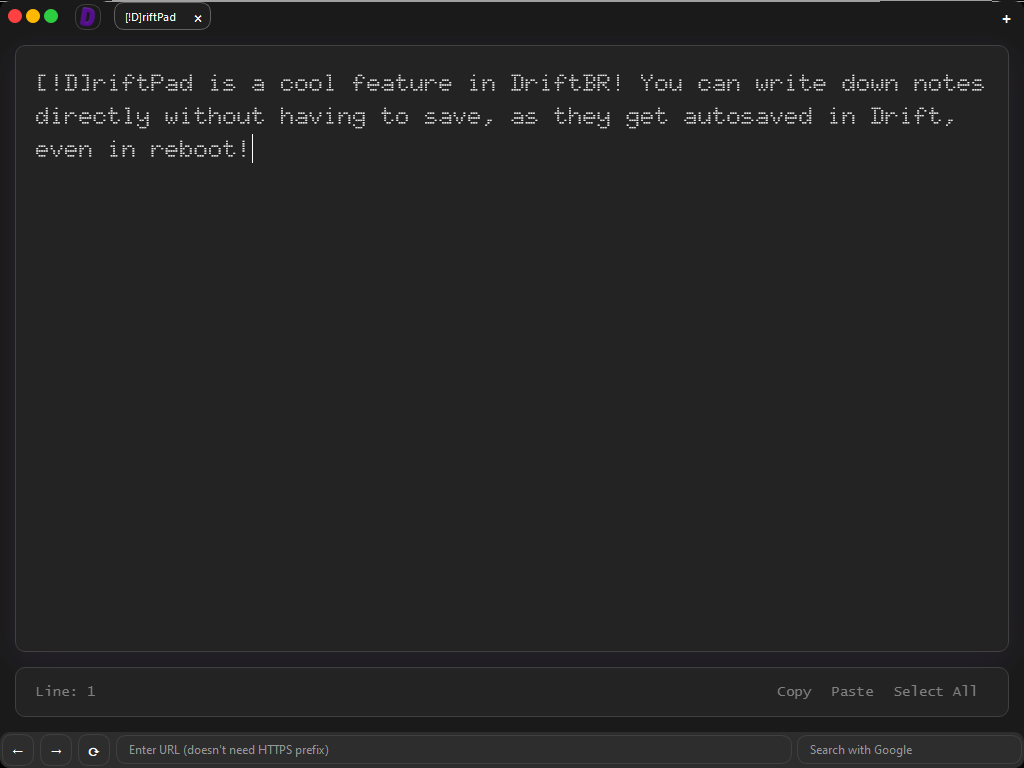 D
[!D]riftPad
×
+
[!D]riftPad is a cool feature in DriftBR! You can write down notes
directly without having to save, as they get autosaved in Drift,
even in reboot!
Line: 1
Copy Paste Select All
← → ⟳ Enter URL (doesn't need HTTPS prefix) Search with Google